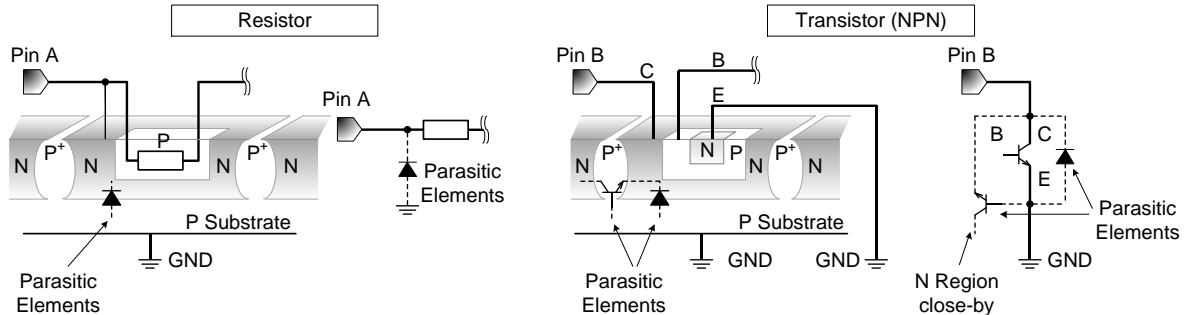 Resistor
Transistor (NPN)
Pin A
Pin B
Pin B
C
B
E
Pin A
P
N
P+
N
N
P+
N
N
P+
N
N
P
N
P+
N
B
C
E
Parasitic
Elements
P Substrate
P Substrate
Parasitic
Elements
GND
GND
GND
GND
Parasitic
Elements
Parasitic
Elements
N Region
close-by